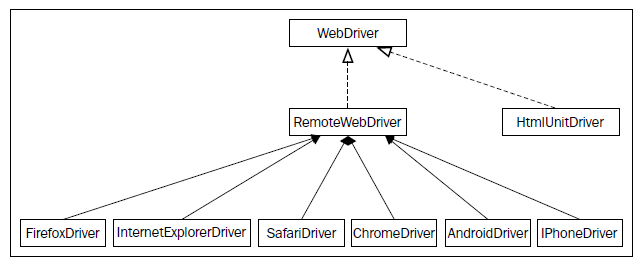 WebDriver
RemoteWebDriver
HtmlUnitDriver
FirefoxDriver
InternetExplorerDriver
SafariDriver
ChromeDriver
AndroidDriver
IPhoneDriver